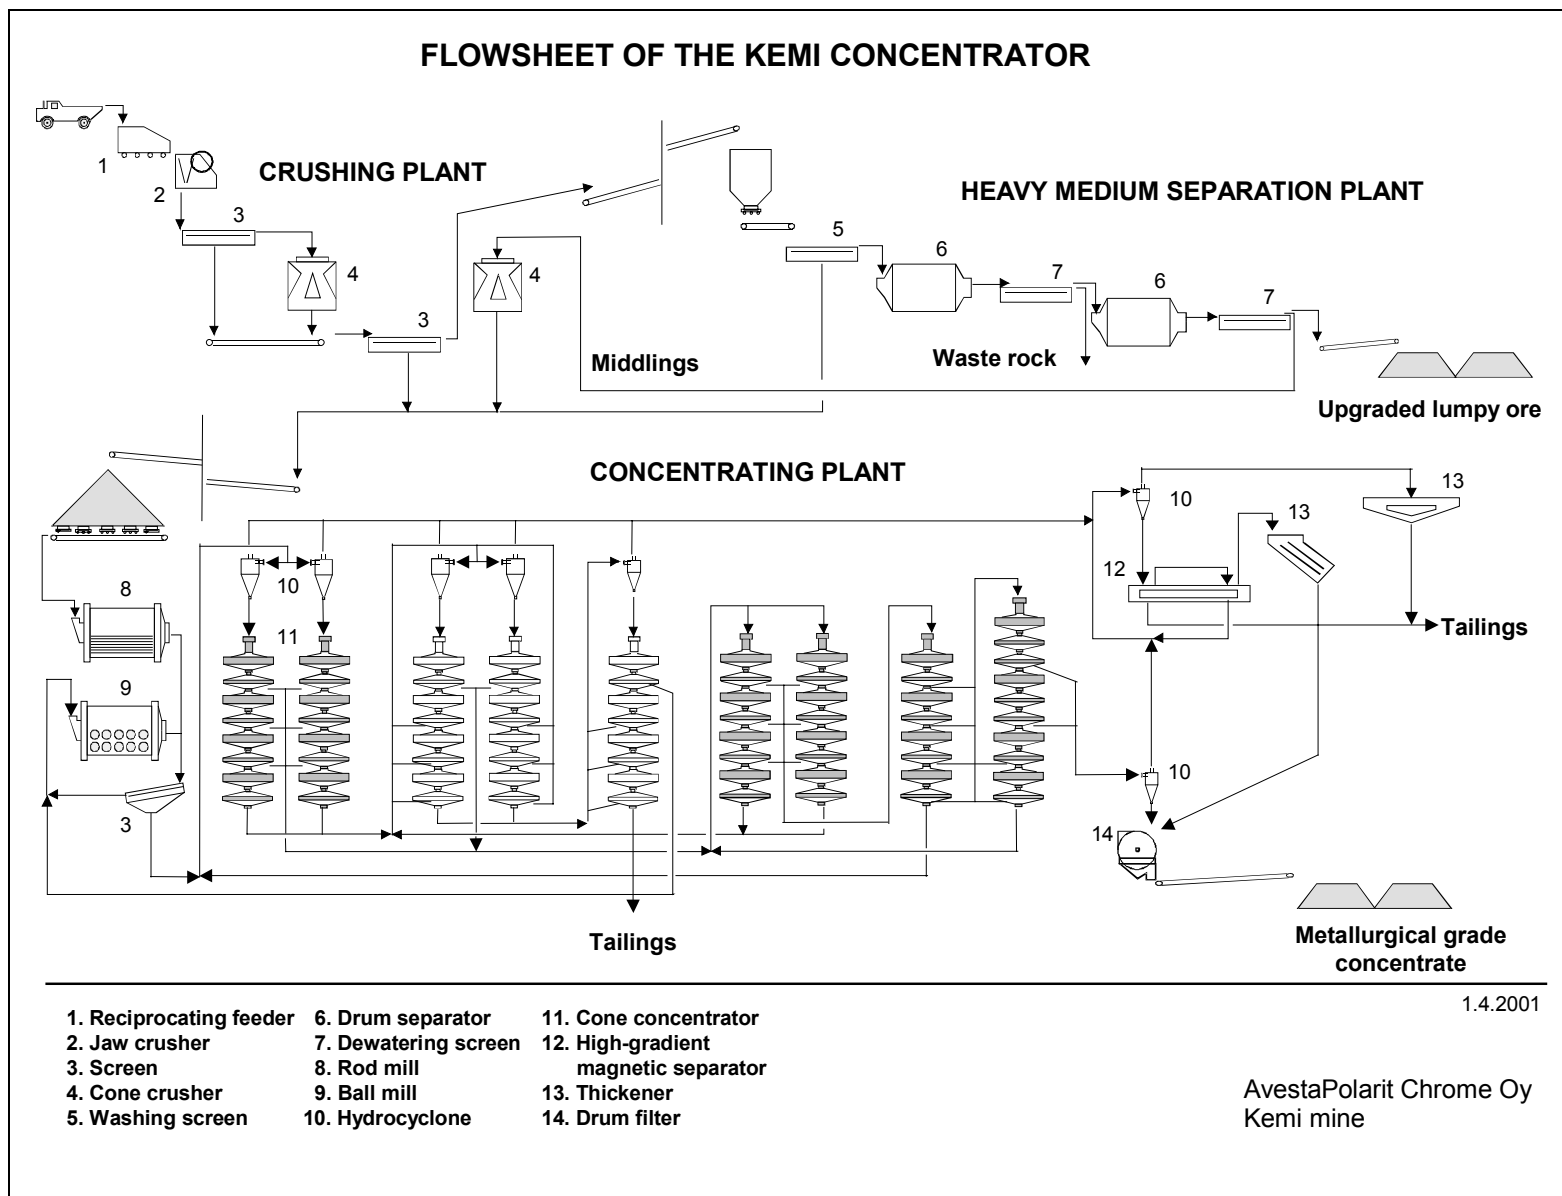 FLOWSHEET OF THE KEMI CONCENTRATOR
1
2
CRUSHING PLANT
3
4
3
4
HEAVY MEDIUM SEPARATION PLANT
5
6
7
6
7
Middlings
Waste rock
Upgraded lumpy ore
CONCENTRATING PLANT
8
9
3
10
11
10
13
13
12
Tailings
10
14
Tailings
Metallurgical grade
concentrate
1.4.2001
1. Reciprocating feeder
2. Jaw crusher
3. Screen
4. Cone crusher
5. Washing screen
6. Drum separator
7. Dewatering screen
8. Rod mill
9. Ball mill
10. Hydrocyclone
11. Cone concentrator
12. High-gradient
magnetic separator
13. Thickener
14. Drum filter
AvestaPolarit Chrome Oy
Kemi mine